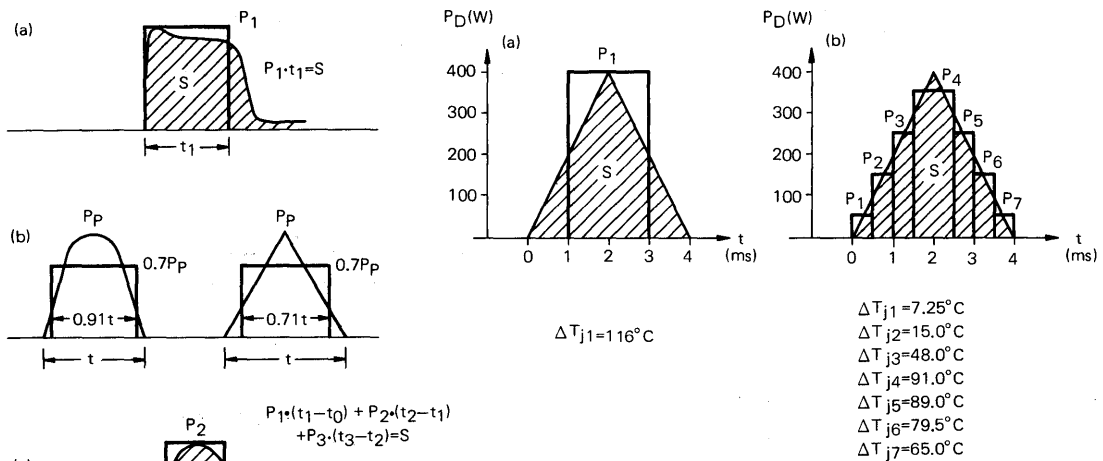 (a)
P1
S
P1·t1=S
t1
(b)
PP
0.7PP
0.91t
t
PP
0.7PP
0.71t
t
P2
P1•(t1−t0) + P2•(t2−t1)
+P3•(t3−t2)=S
PD(W)
(a)
P1
400
300
200
100
S
0 1 2 3 4
t
(ms)
ΔTj1=116°C
PD(W)
(b)
400
300
200
100
P1
P2
P3
P4
P5
P6
P7
S
0 1 2 3 4
t
(ms)
ΔTj1=7.25°C
ΔTj2=15.0°C
ΔTj3=48.0°C
ΔTj4=91.0°C
ΔTj5=89.0°C
ΔTj6=79.5°C
ΔTj7=65.0°C